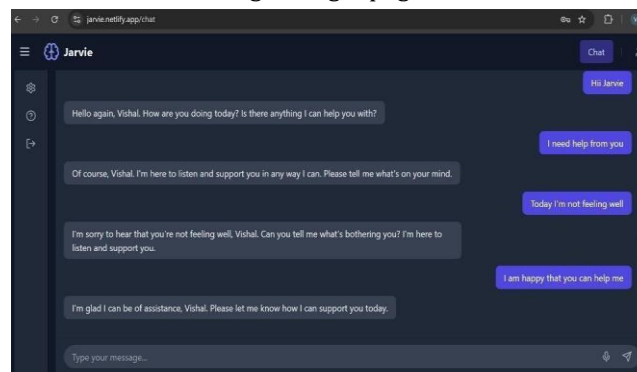 jarvie.netlify.app/chat
Jarvie
Chat
Hii Jarvie
Hello again, Vishal. How are you doing today? Is there anything I can help you with?
I need help from you
Of course, Vishal. I'm here to listen and support you in any way I can. Please tell me what's on your mind.
Today I'm not feeling well
I'm sorry to hear that you're not feeling well, Vishal. Can you tell me what's bothering you? I'm here to
listen and support you.
I am happy that you can help me
I'm glad I can be of assistance, Vishal. Please let me know how I can support you today.
Type your message...